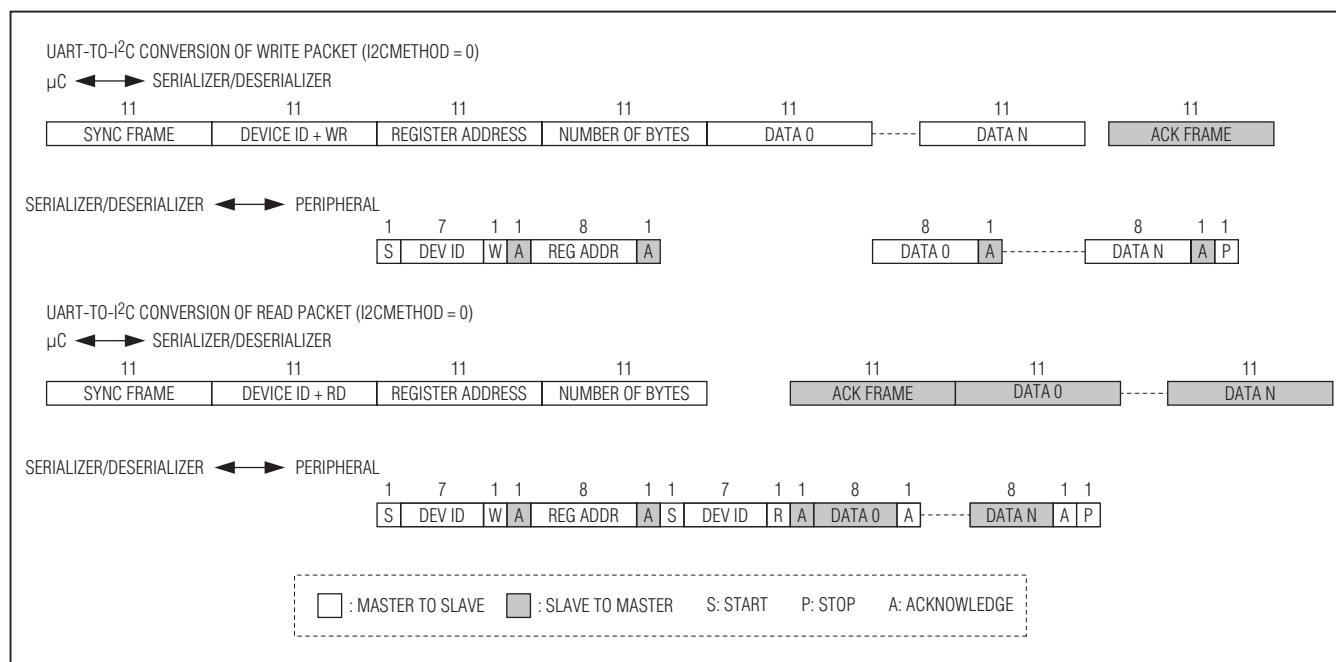 UART-TO-I2C CONVERSION OF WRITE PACKET (I2CMETHOD = 0)
µC SERIALIZER/DESERIALIZER
11 11 11 11 11 11 11
SYNC FRAME DEVICE ID + WR REGISTER ADDRESS NUMBER OF BYTES DATA 0 DATA N ACK FRAME
SERIALIZER/DESERIALIZER PERIPHERAL
1 7 1 1 8 1 8 1 8 1 1
S DEV ID W A REG ADDR A DATA 0 A DATA N A P
UART-TO-I2C CONVERSION OF READ PACKET (I2CMETHOD = 0)
µC SERIALIZER/DESERIALIZER
11 11 11 11 11 11 11
SYNC FRAME DEVICE ID + RD REGISTER ADDRESS NUMBER OF BYTES ACK FRAME DATA 0 DATA N
SERIALIZER/DESERIALIZER PERIPHERAL
1 7 1 1 8 1 1 7 1 1 8 1 8 1 1
S DEV ID W A REG ADDR A S DEV ID R A DATA 0 A DATA N A P
: MASTER TO SLAVE : SLAVE TO MASTER S: START P: STOP A: ACKNOWLEDGE